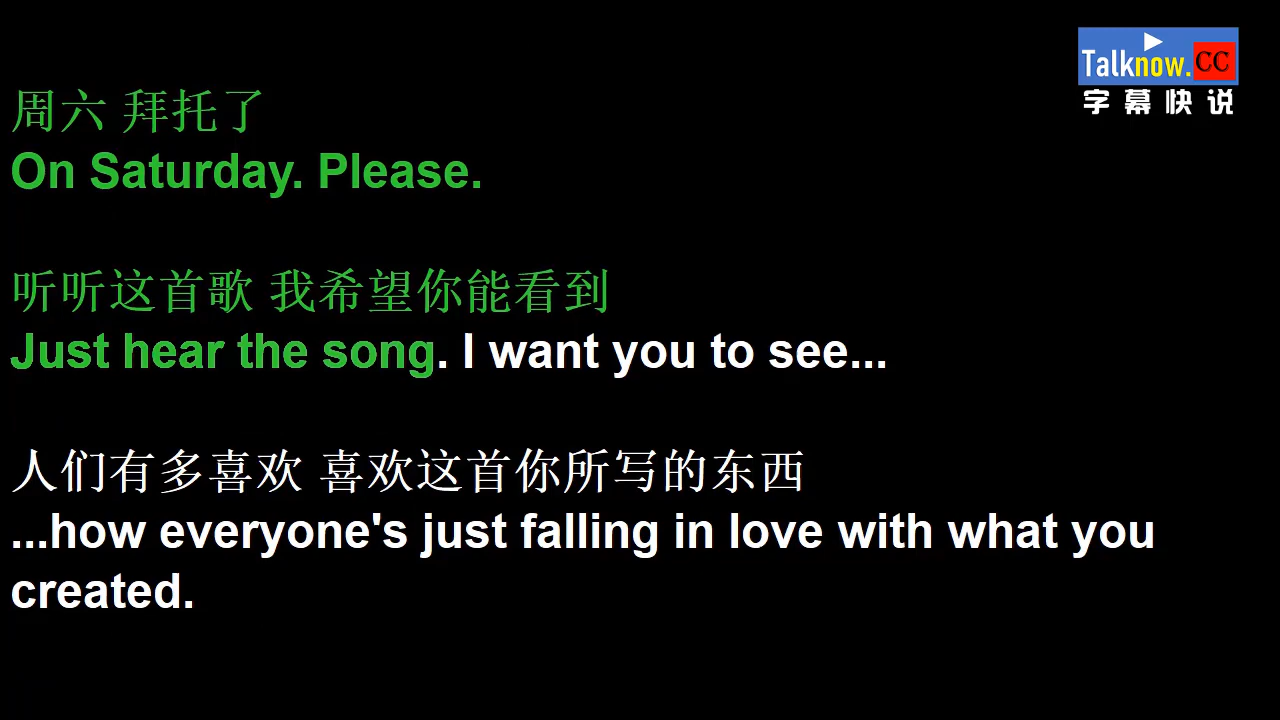 Talknow.CC
字幕快说
周六 拜托了
On Saturday. Please.
听听这首歌 我希望你能看到
Just hear the song. I want you to see...
人们有多喜欢 喜欢这首你所写的东西
...how everyone's just falling in love with what you
created.